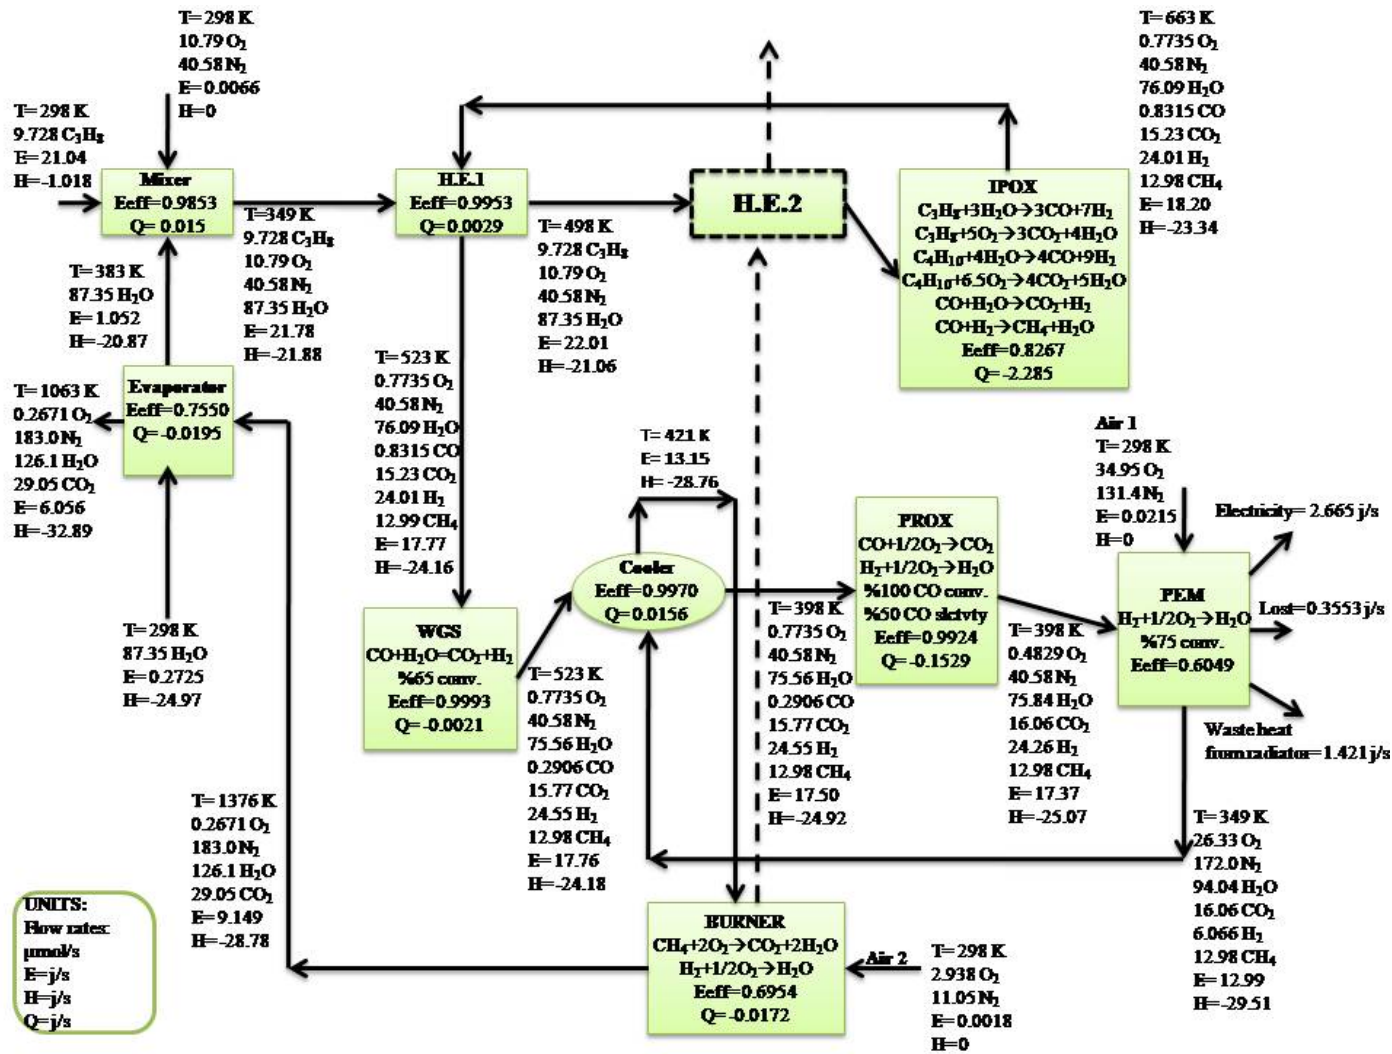 T= 298 K
10.79 O₂
40.58 N₂
E= 0.0066
H=0
T= 298 K
9.728 C₃H₈
E=21.04
H=-1.018
Mixer
Eeff=0.9853
Q= 0.015
T=349 K
9.728 C₃H₈
10.79 O₂
40.58 N₂
87.35 H₂O
E=21.78
H=-21.88
H.E.1
Eeff=0.9953
Q=0.0029
T=498 K
9.728 C₃H₈
10.79 O₂
40.58 N₂
87.35 H₂O
E=22.01
H=-21.06
H.E.2
IPOX
C₃H₈+3H₂O→3CO+7H₂
C₃H₈+5O₂→3CO₂+4H₂O
C₄H₁₀+4H₂O→4CO+9H₂
C₄H₁₀+6.5O₂→4CO₂+5H₂O
CO+H₂O→CO₂+H₂
CO+H₂→CH₄+H₂O
Eeff=0.8267
Q=-2.285
T= 663 K
0.7735 O₂
40.58 N₂
76.09 H₂O
0.8315 CO
15.23 CO₂
24.01 H₂
12.98 CH₄
E= 18.20
H=-23.34
T= 383 K
87.35 H₂O
E= 1.052
H=-20.87
Evaporator
Eeff=0.7550
Q=-0.0195
T= 1063 K
0.2671 O₂
183.0 N₂
126.1 H₂O
29.05 CO₂
E=6.056
H=-32.89
T= 298 K
87.35 H₂O
E= 0.2725
H=-24.97
T=523 K
0.7735 O₂
40.58 N₂
76.09 H₂O
0.8315 CO
15.23 CO₂
24.01 H₂
12.99 CH₄
E= 17.77
H=-24.16
WGS
CO+H₂O=CO₂+H₂
%65 conv.
Eeff=0.9993
Q=-0.0021
T= 523 K
0.7735 O₂
40.58 N₂
75.56 H₂O
0.2906 CO
15.77 CO₂
24.55 H₂
12.98 CH₄
E= 17.76
H=-24.18
T= 421 K
E= 13.15
H= -28.76
Cooler
Eeff=0.9970
Q=0.0156
T= 398 K
0.7735 O₂
40.58 N₂
75.56 H₂O
0.2906 CO
15.77 CO₂
24.55 H₂
12.98 CH₄
E= 17.50
H=-24.92
PROX
CO+1/2O₂→CO₂
H₂+1/2O₂→H₂O
%100 CO conv.
%50 CO slctvty
Eeff=0.9924
Q=-0.1529
T= 398 K
0.4829 O₂
40.58 N₂
75.84 H₂O
16.06 CO₂
24.26 H₂
12.98 CH₄
E= 17.37
H=-25.07
Air 1
T= 298 K
34.95 O₂
131.4 N₂
E= 0.0215
H=0
PEM
H₂+1/2O₂→H₂O
%75 conv.
Eeff=0.6049
Electricity= 2.665 j/s
Lost=0.3553 j/s
Waste heat
from radiator=1.421 j/s
T= 349 K
26.33 O₂
172.0 N₂
94.04 H₂O
16.06 CO₂
6.066 H₂
12.98 CH₄
E= 12.99
H=-29.51
BURNER
CH₄+2O₂→CO₂+2H₂O
H₂+1/2O₂→H₂O
Eeff=0.6954
Q=-0.0172
Air 2
T= 298 K
2.938 O₂
11.05 N₂
E= 0.0018
H=0
T= 1376 K
0.2671 O₂
183.0 N₂
126.1 H₂O
29.05 CO₂
E= 9.149
H=-28.78
UNITS:
Flow rates:
μmol/s
E=j/s
H=j/s
Q=j/s